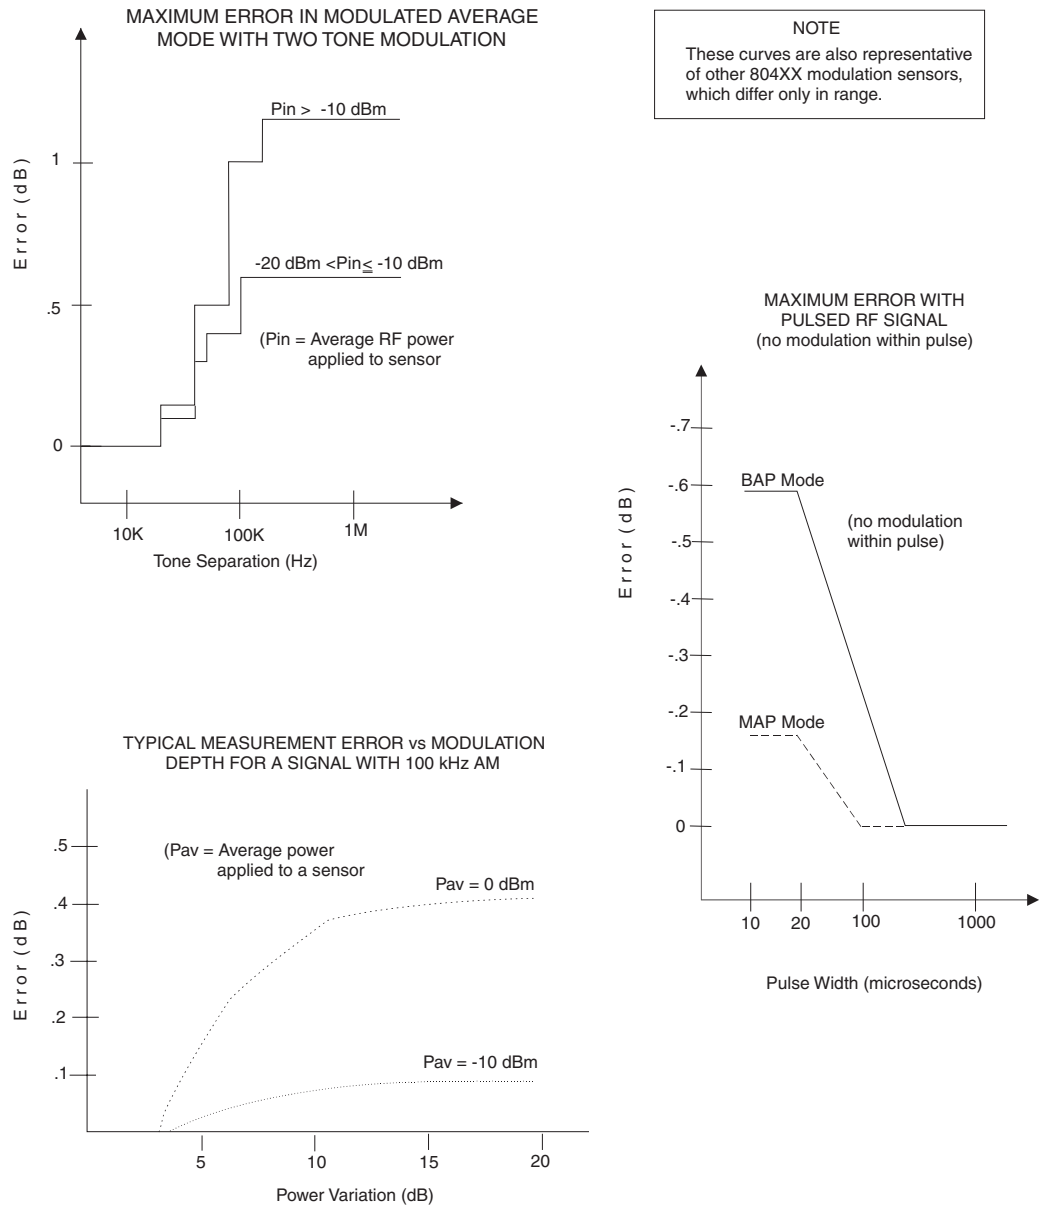 MAXIMUM ERROR IN MODULATED AVERAGE
MODE WITH TWO TONE MODULATION
Pin > -10 dBm
1
Error (dB)
-20 dBm <Pin≤ -10 dBm
.5
(Pin = Average RF power
applied to sensor
0
10K
100K
1M
Tone Separation (Hz)
NOTE
These curves are also representative
of other 804XX modulation sensors,
which differ only in range.
MAXIMUM ERROR WITH
PULSED RF SIGNAL
(no modulation within pulse)
-.7
-.6
BAP Mode
(no modulation
within pulse)
-.5
Error (dB)
-.4
-.3
-.2
MAP Mode
-.1
0
10
20
100
1000
Pulse Width (microseconds)
TYPICAL MEASUREMENT ERROR vs MODULATION
DEPTH FOR A SIGNAL WITH 100 kHz AM
.5
(Pav = Average power
applied to a sensor
Pav = 0 dBm
.4
Error (dB)
.3
.2
Pav = -10 dBm
.1
5
10
15
20
Power Variation (dB)